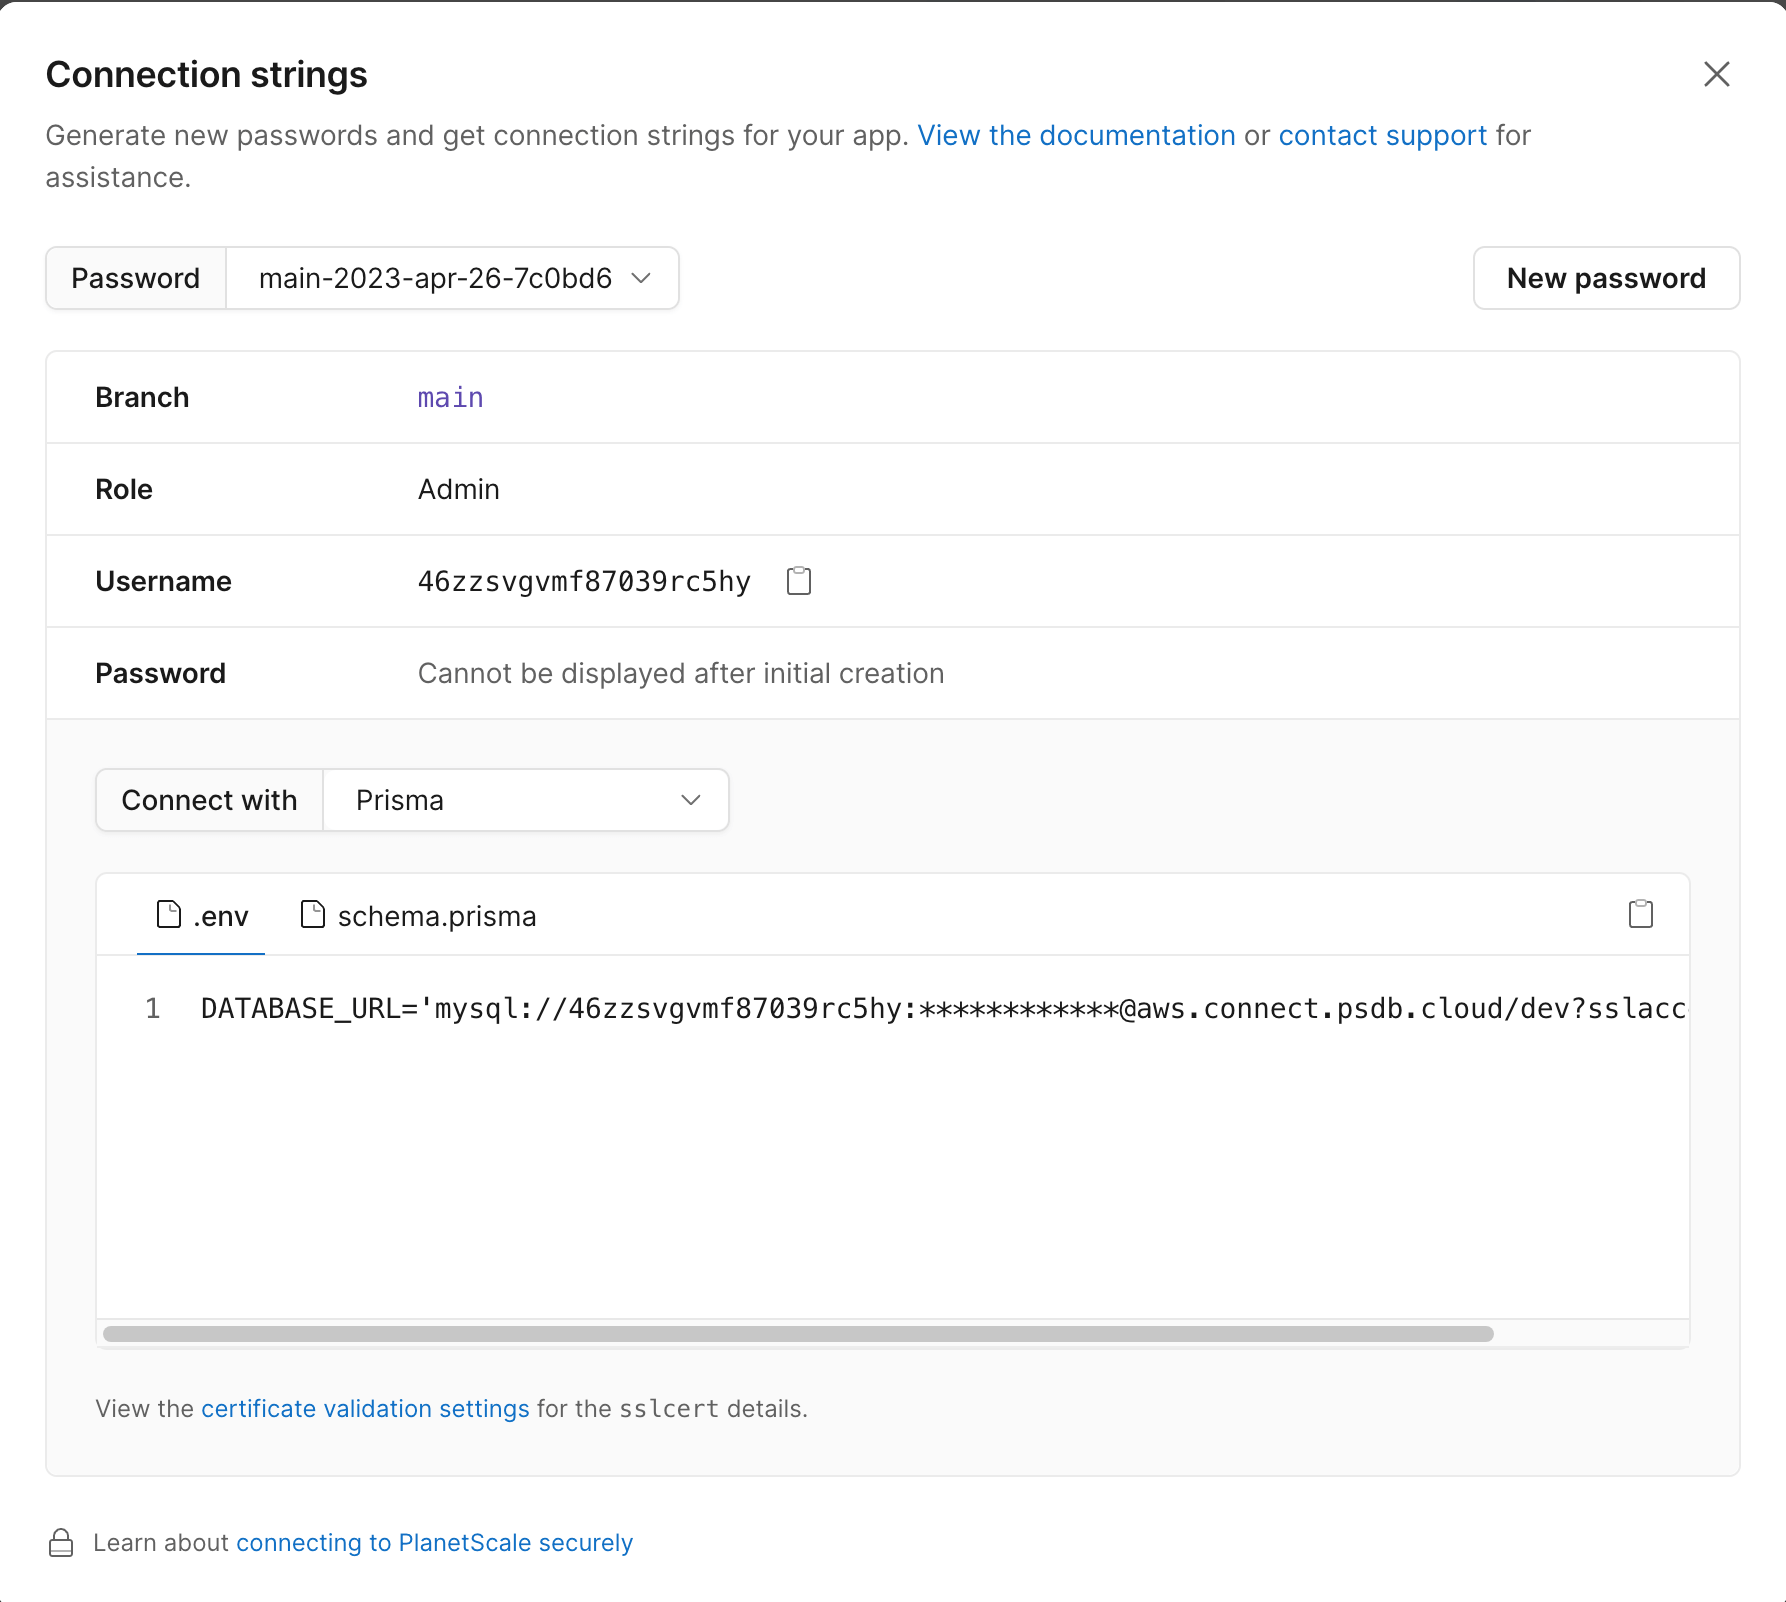 Connection strings
Generate new passwords and get connection strings for your app. View the documentation or contact support for
assistance.
Password main-2023-apr-26-7c0bd6 New password
Branch main
Role Admin
Username 46zzsvgvmf87039rc5hy
Password Cannot be displayed after initial creation
Connect with Prisma
.env schema.prisma
1 DATABASE_URL='mysql://46zzsvgvmf87039rc5hy:************@aws.connect.psdb.cloud/dev?sslacc
View the certificate validation settings for the sslcert details.
Learn about connecting to PlanetScale securely